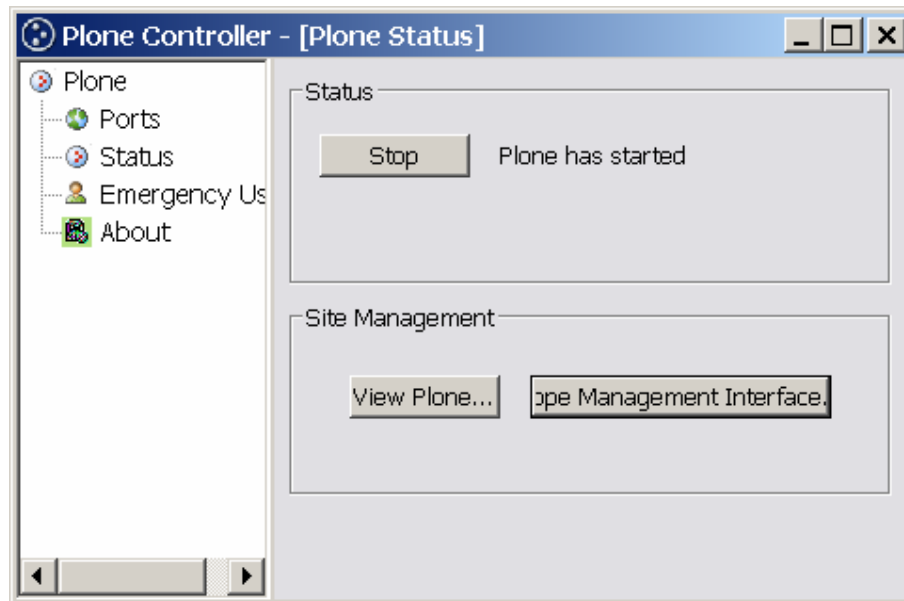 Plone Controller - [Plone Status]
Plone
Ports
Status
Emergency Us
About
Status
Stop
Plone has started
Site Management
View Plone...
ope Management Interface.